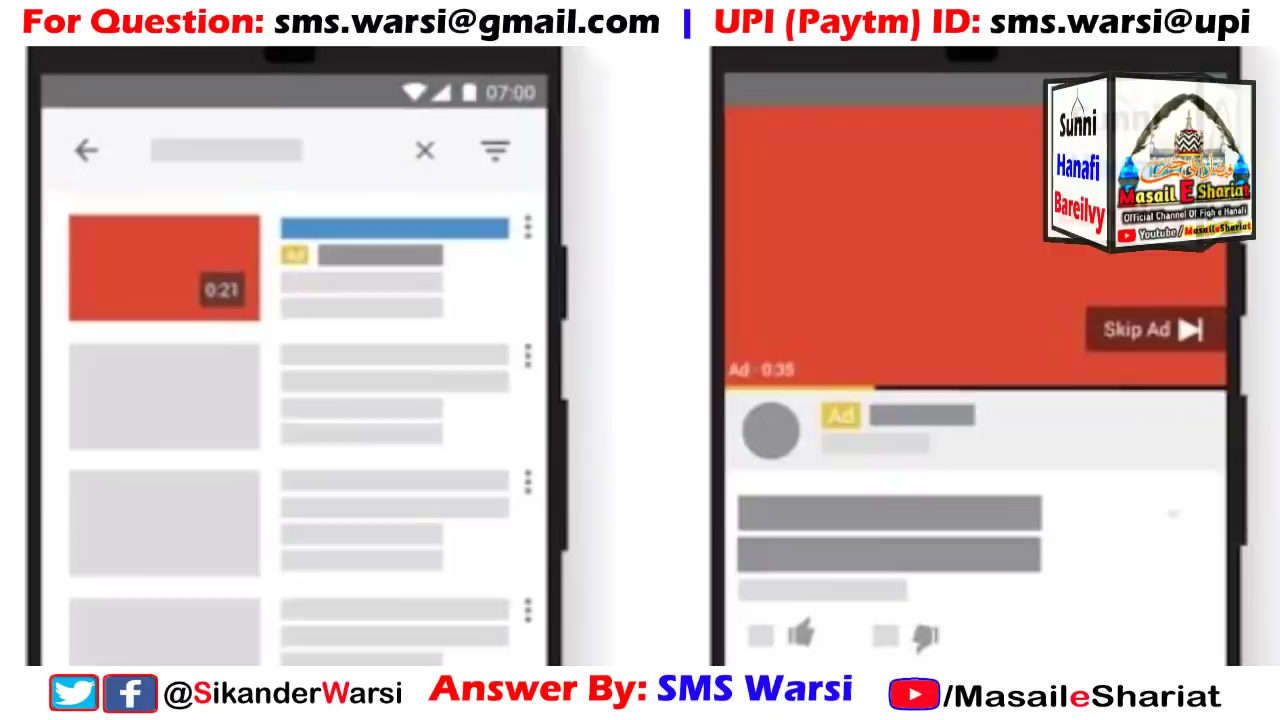 For Question: sms.warsi@gmail.com | UPI (Paytm) ID: sms.warsi@upi
07:00
Ad
0:21
Skip Ad
Ad · 0:35
Ad
Sunni
Hanafi
Bareilvy
Masail E Shariat
Official Channel Of Fiqh e Hanafi
Youtube/MasaileShariat
@SikanderWarsi
Answer By: SMS Warsi
/MasaileShariat